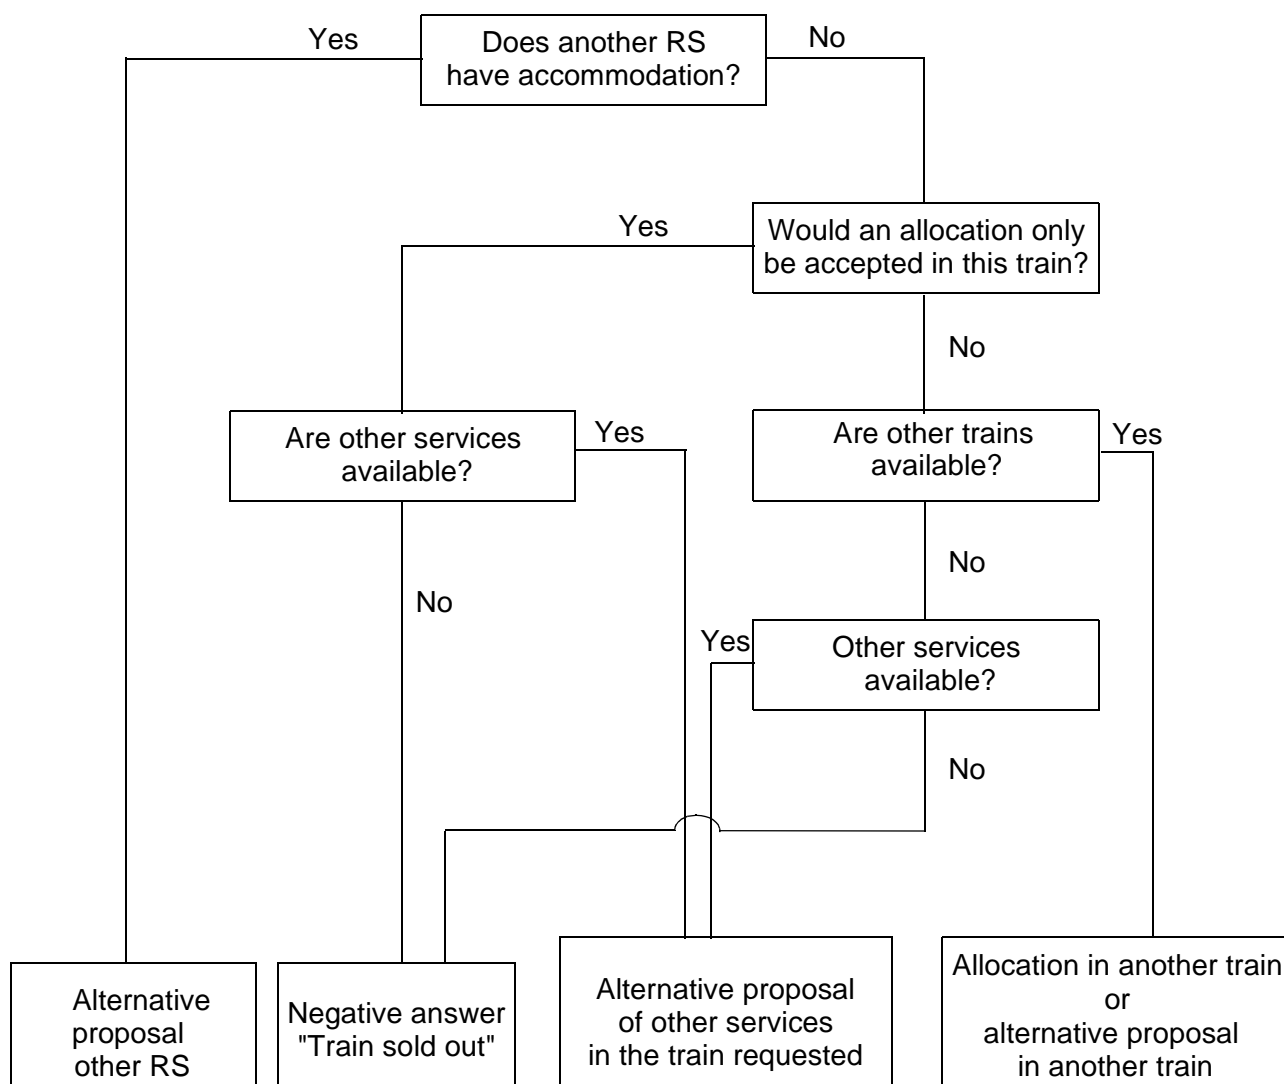 Yes
Does another RS
have accommodation?
No
Yes
Would an allocation only
be accepted in this train?
No
Are other services
available?
Yes
Are other trains
available?
Yes
No
No
Yes
Other services
available?
No
Alternative
proposal
other RS
Negative answer
"Train sold out"
Alternative proposal
of other services
in the train requested
Allocation in another train
or
alternative proposal
in another train